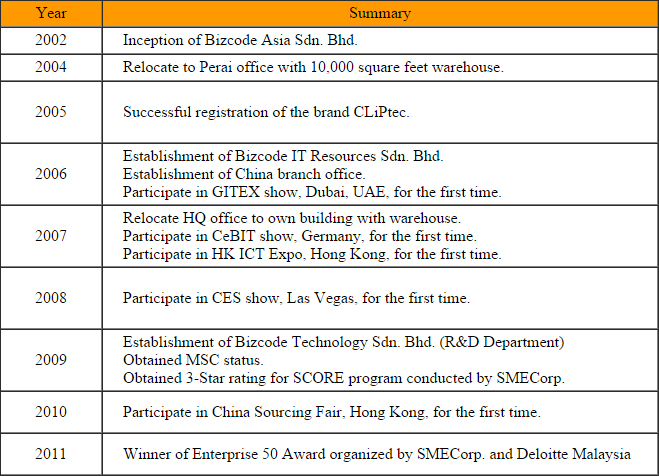 Year Summary
2002 Inception of Bizcode Asia Sdn. Bhd.
2004 Relocate to Perai office with 10,000 square feet warehouse.
2005 Successful registration of the brand CLiPtec.
2006 Establishment of Bizcode IT Resources Sdn. Bhd.
Establishment of China branch office.
Participate in GITEX show, Dubai, UAE, for the first time.
2007 Relocate HQ office to own building with warehouse.
Participate in CeBIT show, Germany, for the first time.
Participate in HK ICT Expo, Hong Kong, for the first time.
2008 Participate in CES show, Las Vegas, for the first time.
2009 Establishment of Bizcode Technology Sdn. Bhd. (R&D Department)
Obtained MSC status.
Obtained 3-Star rating for SCORE program conducted by SMECorp.
2010 Participate in China Sourcing Fair, Hong Kong, for the first time.
2011 Winner of Enterprise 50 Award organized by SMECorp. and Deloitte Malaysia